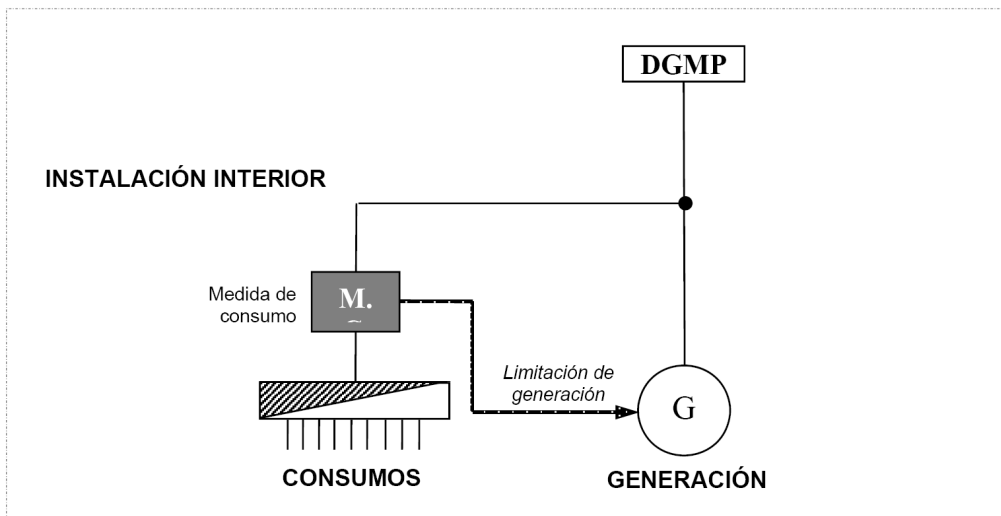 DGMP
INSTALACIÓN INTERIOR
Medida de
consumo
M.
~
Limitación de
generación
G
CONSUMOS
GENERACIÓN